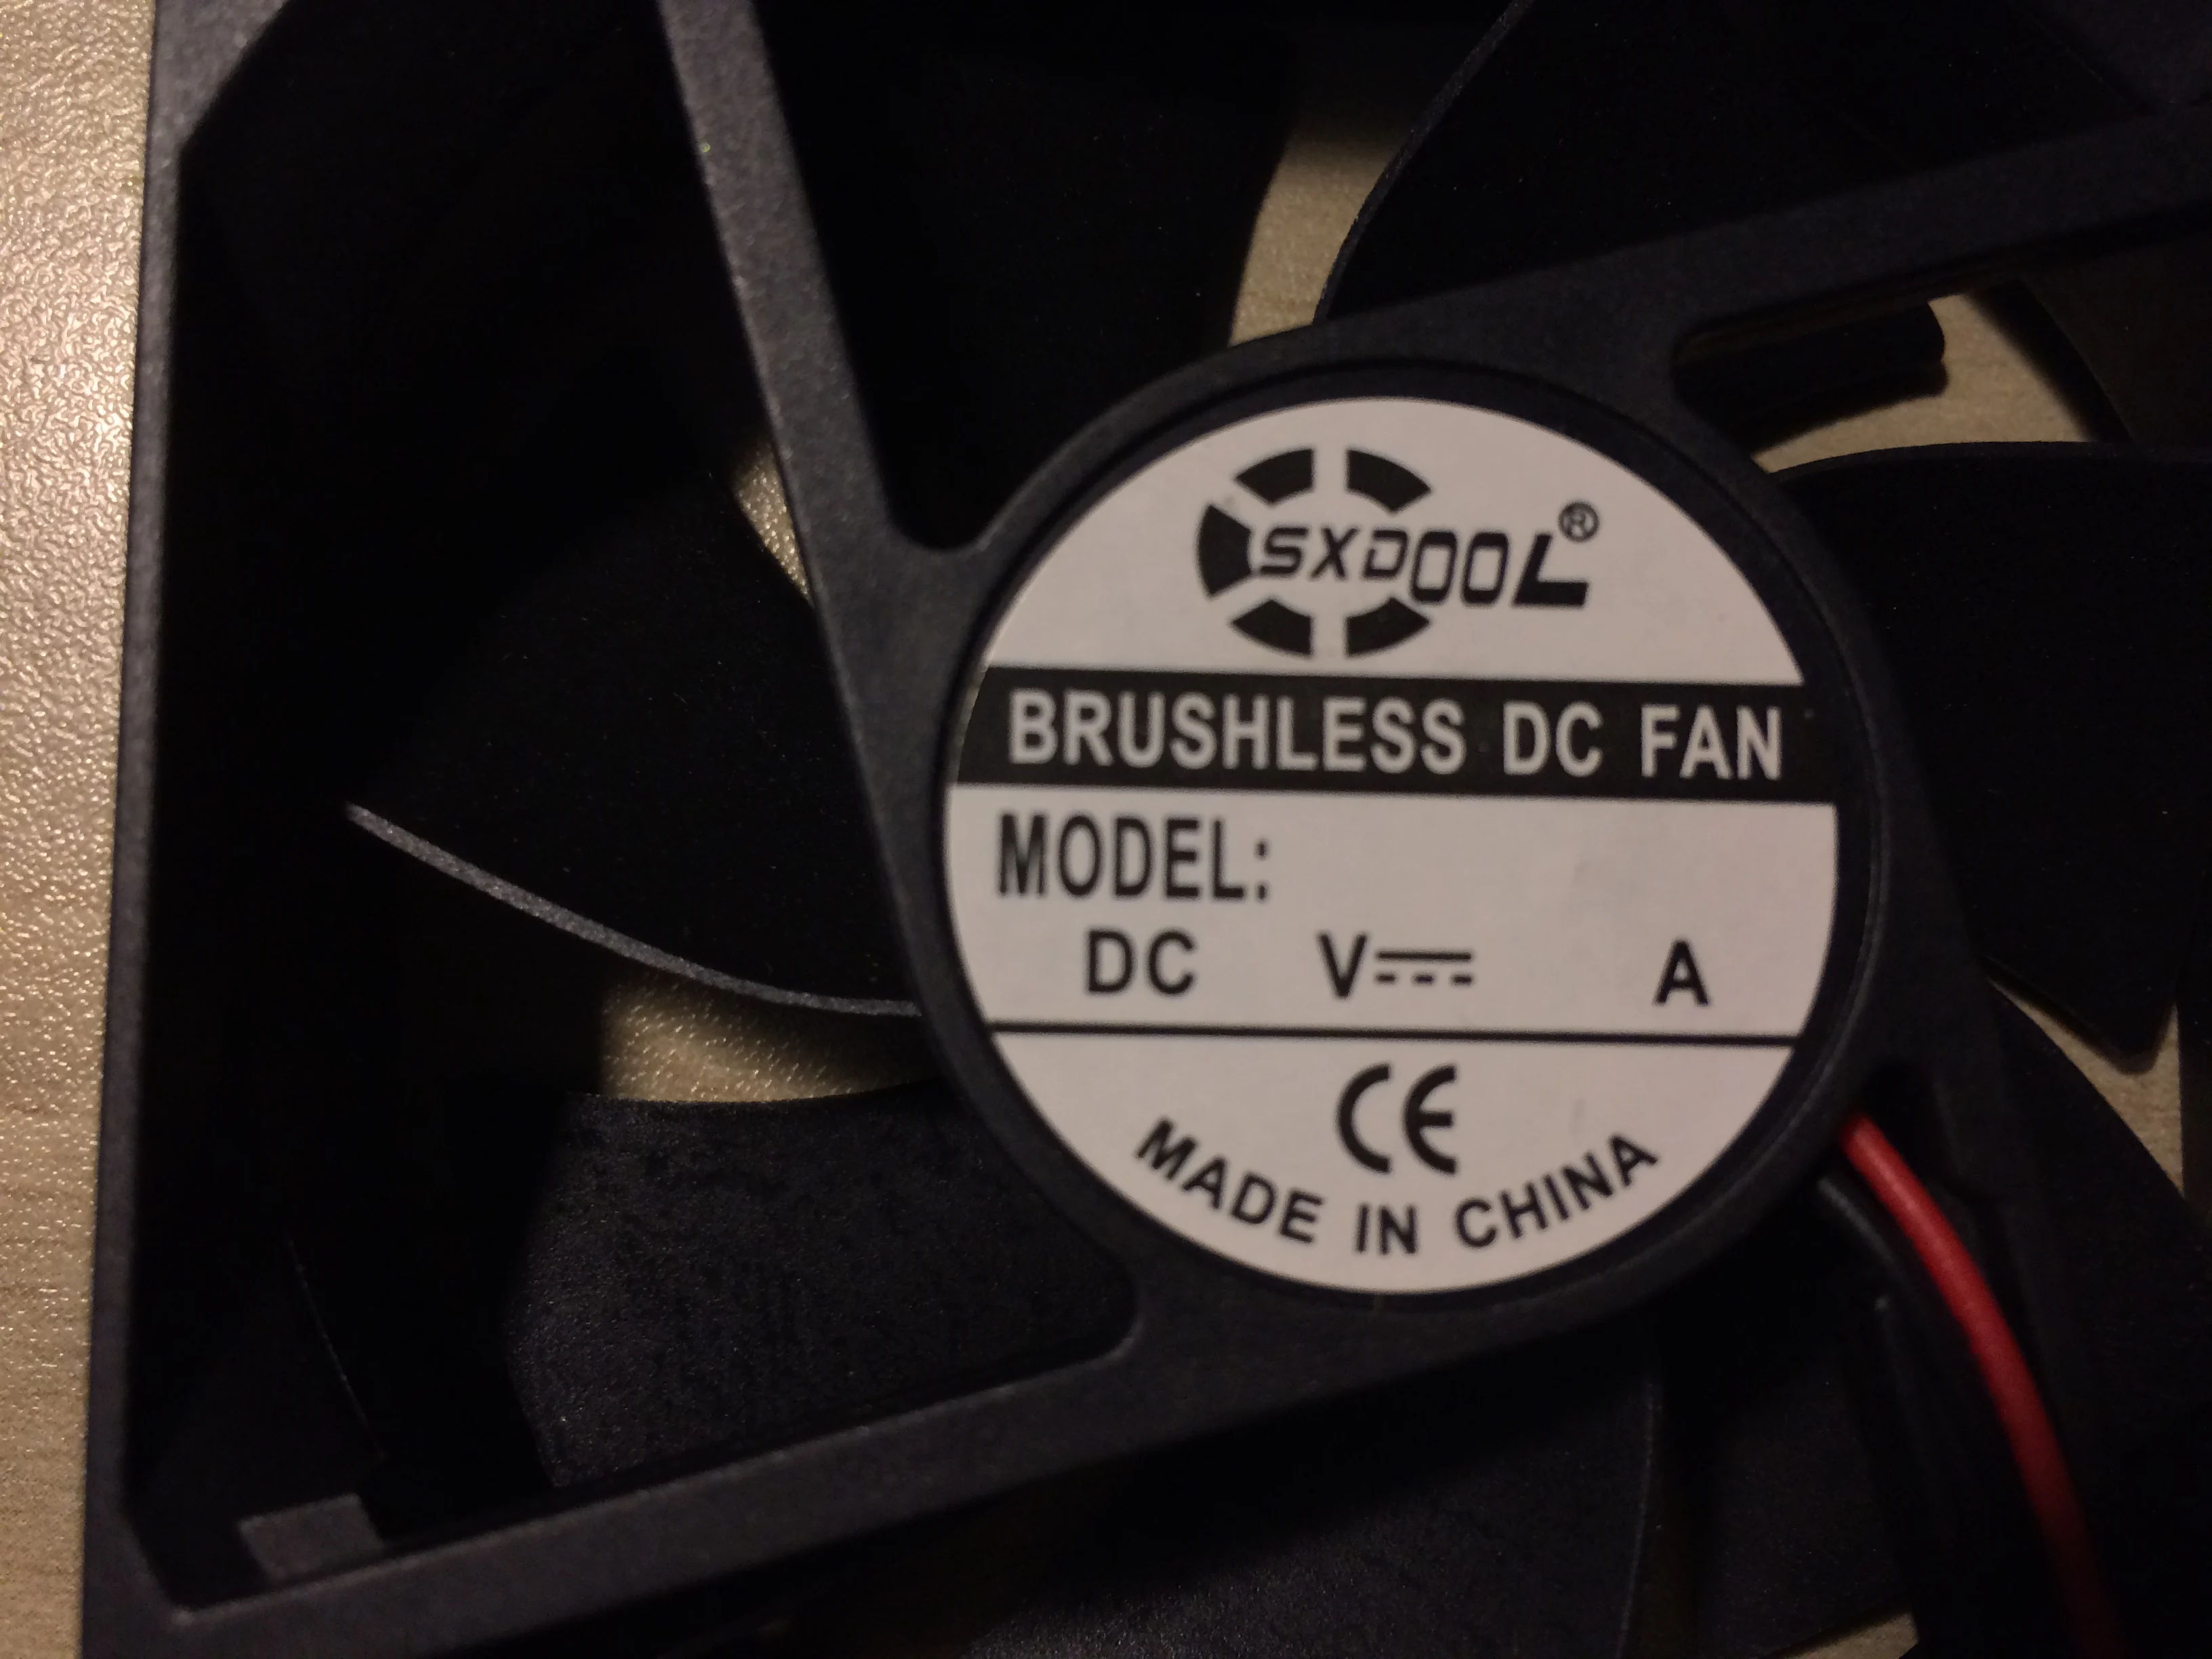 SXDOOL®
BRUSHLESS DC FAN
MODEL:
DC V⎓ A
CE
MADE IN CHINA